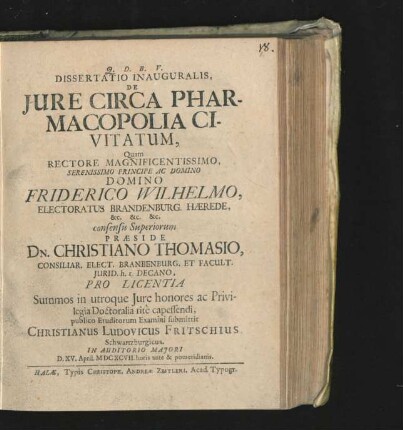 18.
Q. D. B. V.
DISSERTATIO INAUGURALIS,
DE
JURE CIRCA PHAR-
MACOPOLIA CI-
VITATUM,
Quam
RECTORE MAGNIFICENTISSIMO,
SERENISSIMO PRINCIPE AC DOMINO
DOMINO
FRIDERICO WILHELMO,
ELECTORATUS BRANDENBURG. HÆREDE,
&c. &c. &c.
consensu Superiorum
PRÆSIDE
DN. CHRISTIANO THOMASIO,
CONSILIAR. ELECT. BRANDENBURG. ET FACULT.
JURID. h. t. DECANO,
PRO LICENTIA
Summos in utroque Jure honores ac Privi-
legia Doctoralia ritè capessendi,
publico Eruditorum Examini submittit
CHRISTIANUS LUDOVICUS FRITSCHIUS
Schwartzburgicus.
IN AUDITORIO MAJORI
D. XV. April. MDCXCVII. horis ante & pomeridianis.
HALÆ, Typis CHRISTOPH. ANDREÆ ZEITLERI, Acad. Typogr.